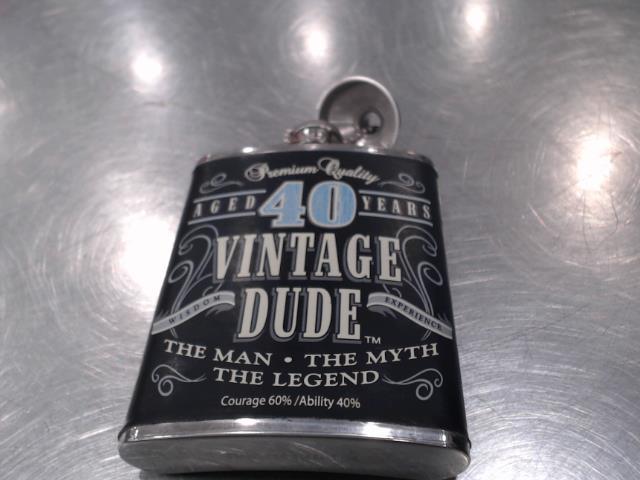 Premium Quality
AGED 40 YEARS
VINTAGE
DUDE™
WISDOM EXPERIENCE
THE MAN • THE MYTH
THE LEGEND
Courage 60% /Ability 40%